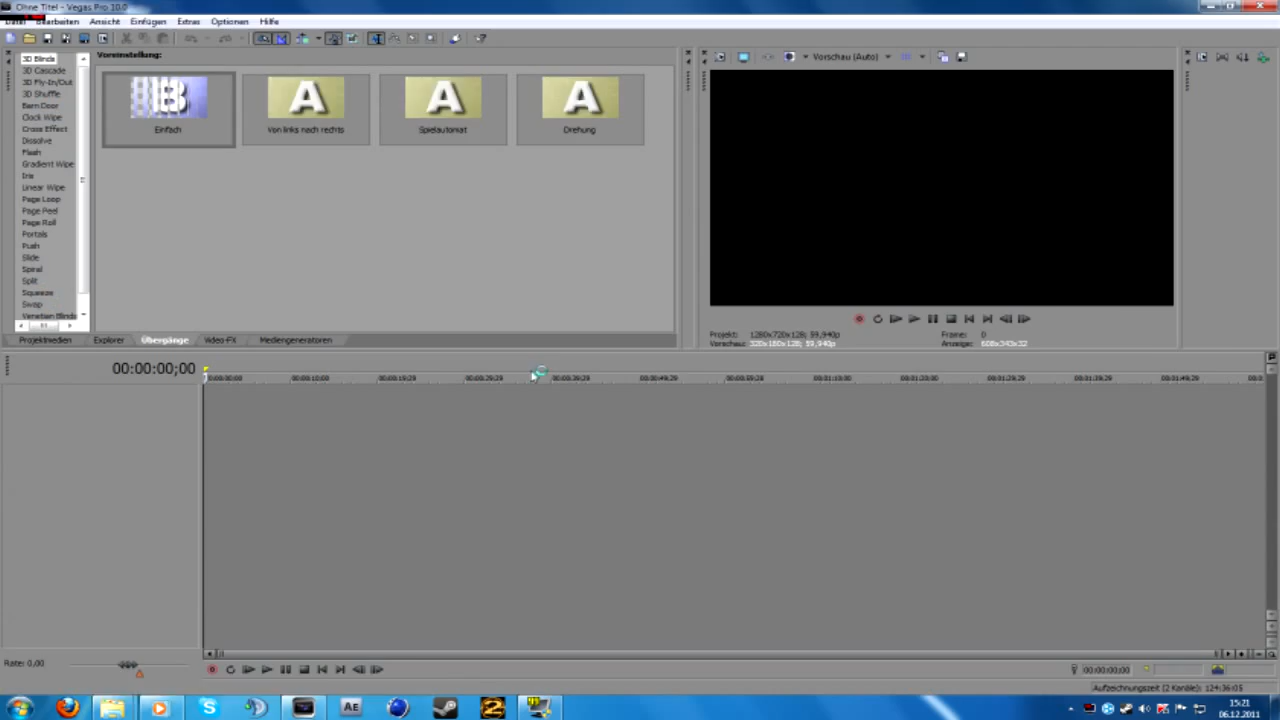 Ohne Titel - Vegas Pro 10.0
Datei Bearbeiten Ansicht Einfügen Extras Optionen Hilfe
Voreinstellung:
3D Blinds
3D Cascade
3D Fly-In/Out
3D Shuffle
Barn Door
Clock Wipe
Cross Effect
Dissolve
Flash
Gradient Wipe
Iris
Linear Wipe
Page Loop
Page Peel
Page Roll
Portals
Push
Slide
Spiral
Split
Squeeze
Swap
Venetian Blinds
B
Einfach
A
Von links nach rechts
A
Spielautomat
A
Drehung
Projektmedien Explorer Übergänge Video-FX Mediengeneratoren
Vorschau (Auto)
Projekt: 1280x720x128; 59,940p
Frame: 0
Vorschau: 320x180x128; 59,940p
Anzeige: 608x343x32
00:00:00;00
00:00:00;00 00:00:10;00 00:00:19;29 00:00:29;29 00:00:39;29 00:00:49;29 00:00:59;28 00:01:10;00 00:01:20;00 00:01:29;29 00:01:39;29 00:01:49;29
Rate: 0,00
00:00:00;00
Aufzeichnungszeit (2 Kanäle): 124:36:05
AE
2
15:21
06.12.2011